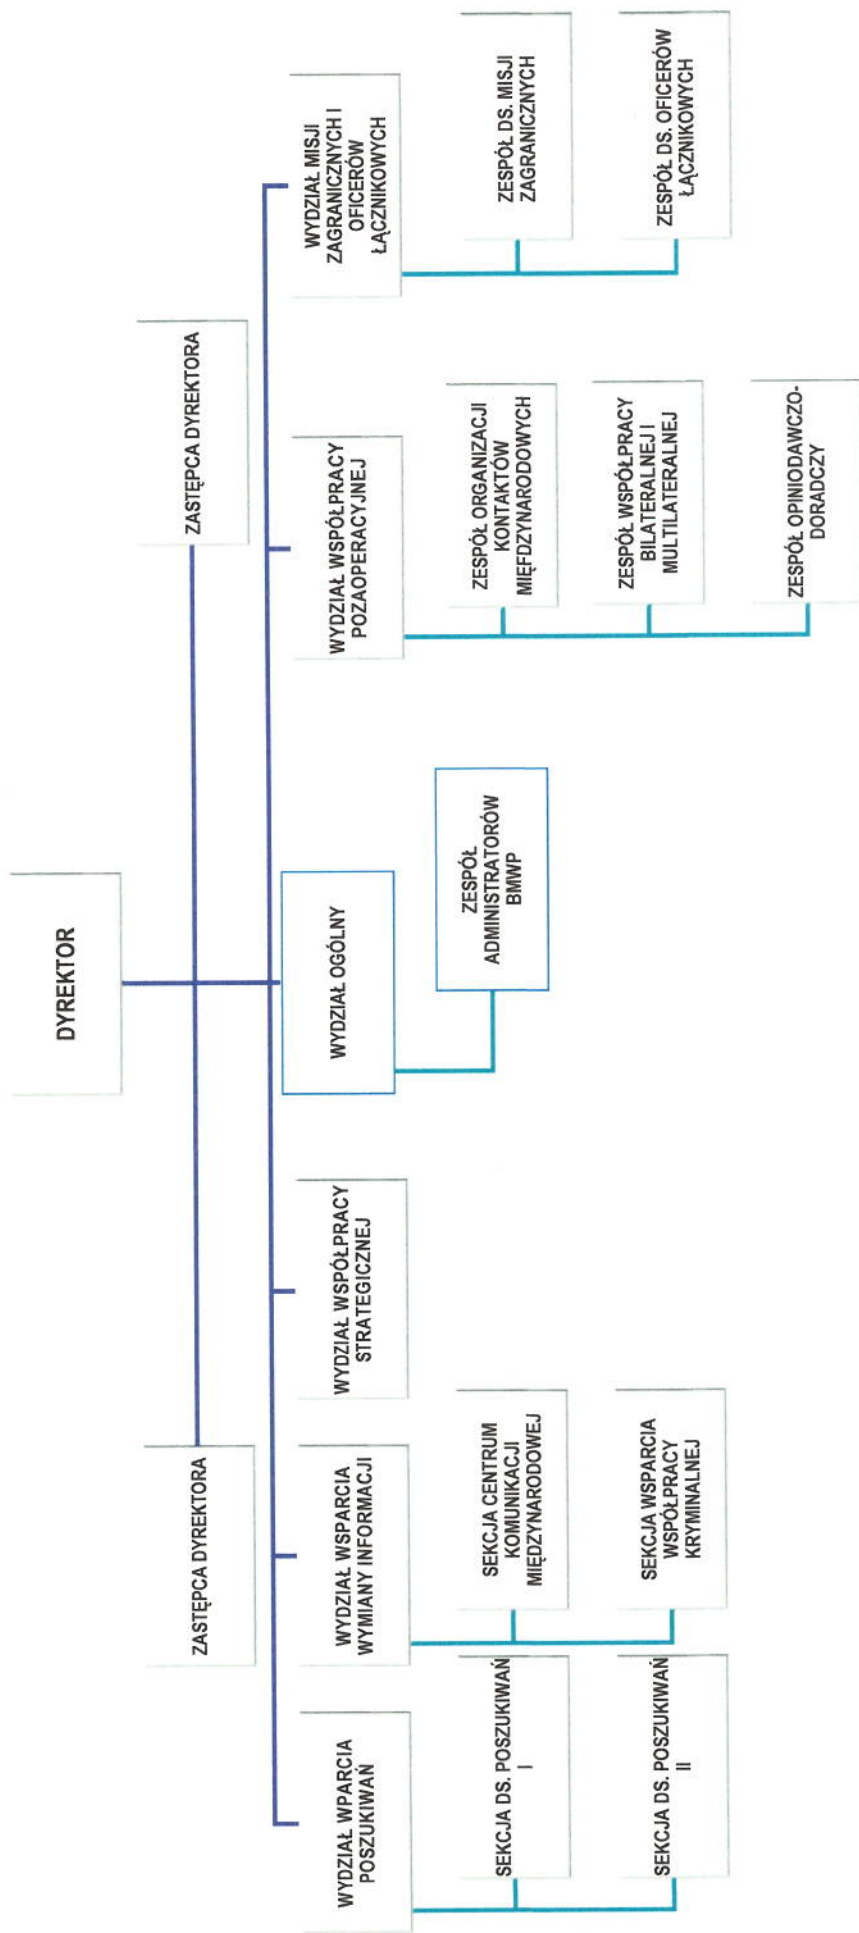 DYREKTOR
ZASTĘPCA DYREKTORA
ZASTĘPCA DYREKTORA
WYDZIAŁ WPARCIA
POSZUKIWAŃ
SEKCJA DS. POSZUKIWAŃ
I
SEKCJA DS. POSZUKIWAŃ
II
WYDZIAŁ WSPARCIA
WYMIANY INFORMACJI
SEKCJA CENTRUM
KOMUNIKACJI
MIĘDZYNARODOWEJ
SEKCJA WSPARCIA
WSPÓŁPRACY
KRYMINALNEJ
WYDZIAŁ WSPÓŁPRACY
STRATEGICZNEJ
WYDZIAŁ OGÓLNY
ZESPÓŁ
ADMINISTRATORÓW
BMWP
WYDZIAŁ WSPÓŁPRACY
POZAOPERACYJNEJ
ZESPÓŁ ORGANIZACJI
KONTAKTÓW
MIĘFDZYNARODOWYCH
ZESPÓŁ WSPÓŁPRACY
BILATERALNEJ I
MULTILATERALNEJ
ZESPÓŁ OPINIODAWCZO-
DORADCZY
WYDZIAŁ MISJI
ZAGRANICZNYCH I
OFICERÓW
ŁĄCZNIKOWYCH
ZESPÓŁ DS. MISJI
ZAGRANICZNYCH
ZESPÓŁ DS. OFICERÓW
ŁĄCZNIKOWYCH